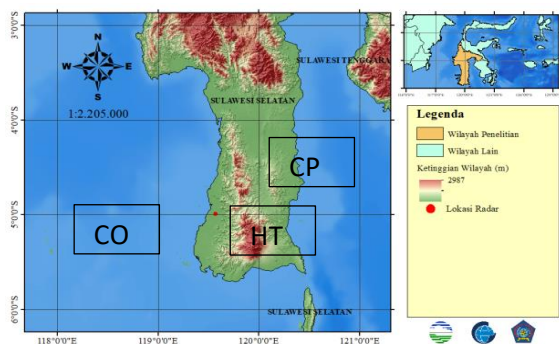 3°0'0"S
4°0'0"S
5°0'0"S
6°0'0"S
N
W
E
S
1:2.205.000
SULAWESI TENGGARA
SULAWESI SELATAN
CP
CO
HT
SULAWESI SELATAN
118°0'0"E
119°0'0"E
120°0'0"E
121°0'0"E
Legenda
Wilayah Penelitian
Wilayah Lain
Ketinggian Wilayah (m)
2987
Lokasi Radar